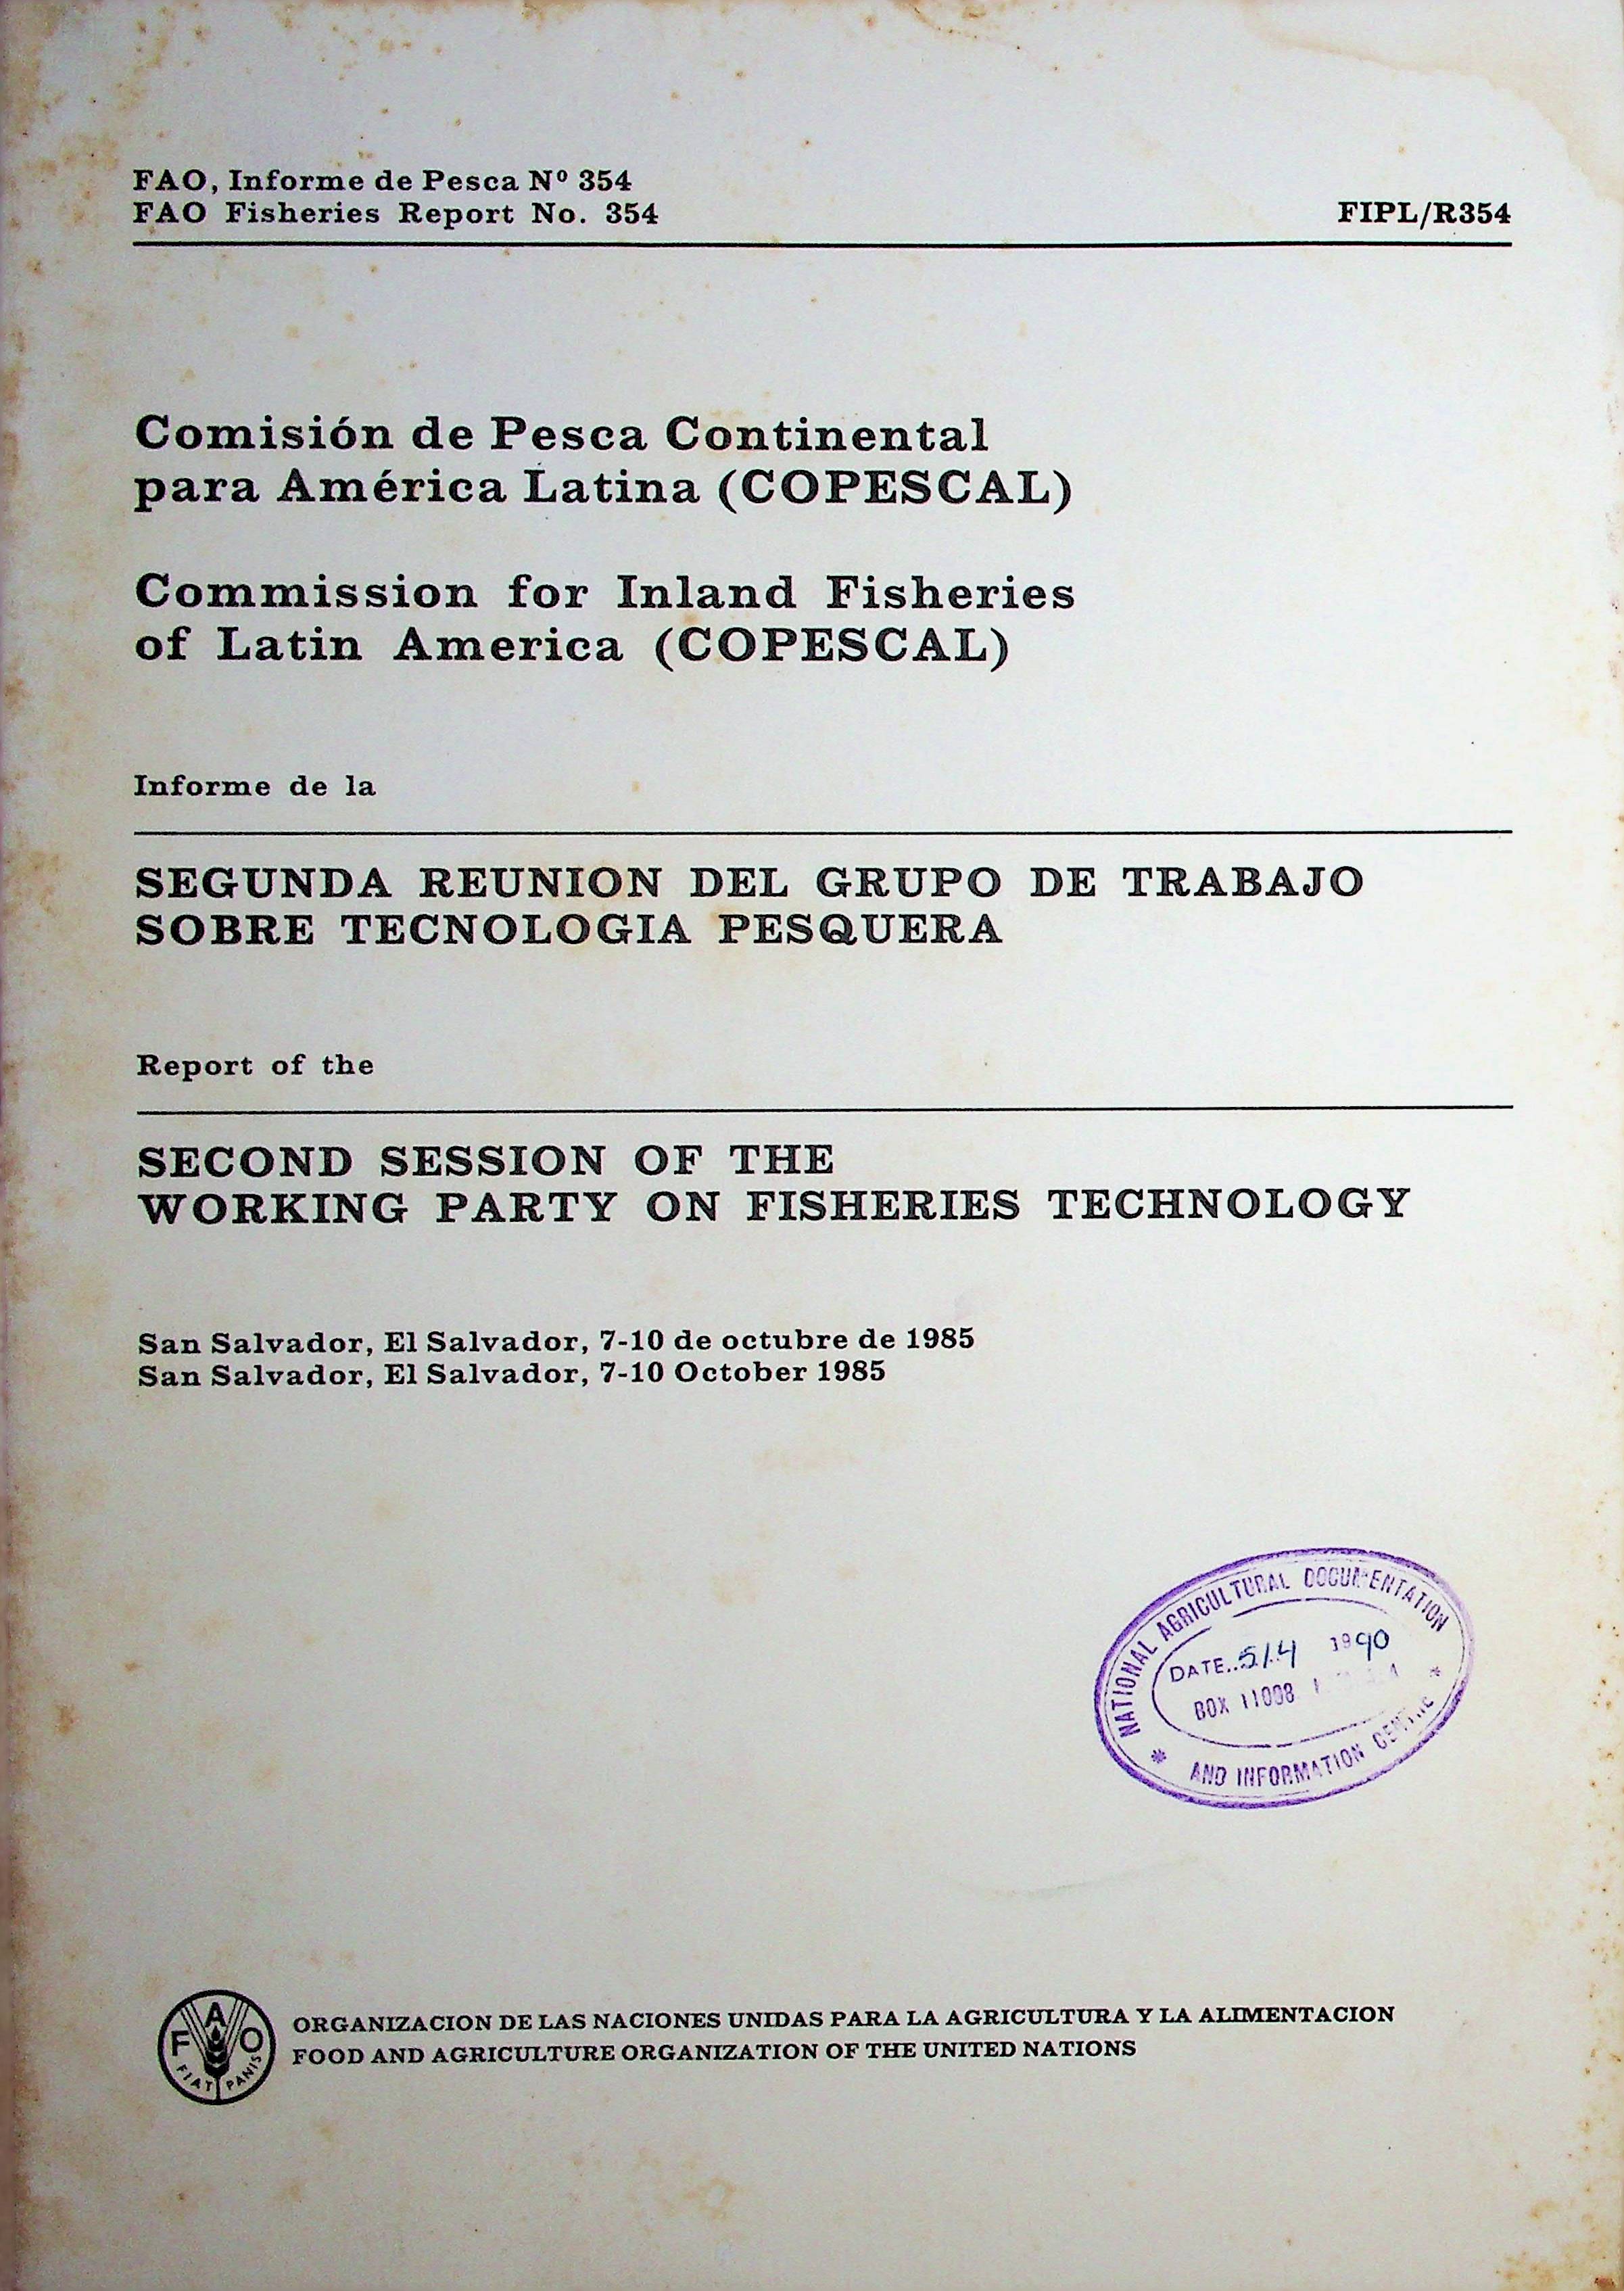 FAO, Informe de Pesca Nº 354
FAO Fisheries Report No. 354
FIPL/R354
Comisión de Pesca Continental
para América Latina (COPESCAL)
Commission for Inland Fisheries
of Latin America (COPESCAL)
Informe de la
SEGUNDA REUNION DEL GRUPO DE TRABAJO
SOBRE TECNOLOGIA PESQUERA
Report of the
SECOND SESSION OF THE
WORKING PARTY ON FISHERIES TECHNOLOGY
San Salvador, El Salvador, 7-10 de octubre de 1985
San Salvador, El Salvador, 7-10 October 1985
NATIONAL AGRICULTURAL DOCUMENTATION
DATE..5/4 1990
BOX 11008
AND INFORMATION CENTRE
FAO
FIAT PANIS
ORGANIZACION DE LAS NACIONES UNIDAS PARA LA AGRICULTURA Y LA ALIMENTACION
FOOD AND AGRICULTURE ORGANIZATION OF THE UNITED NATIONS